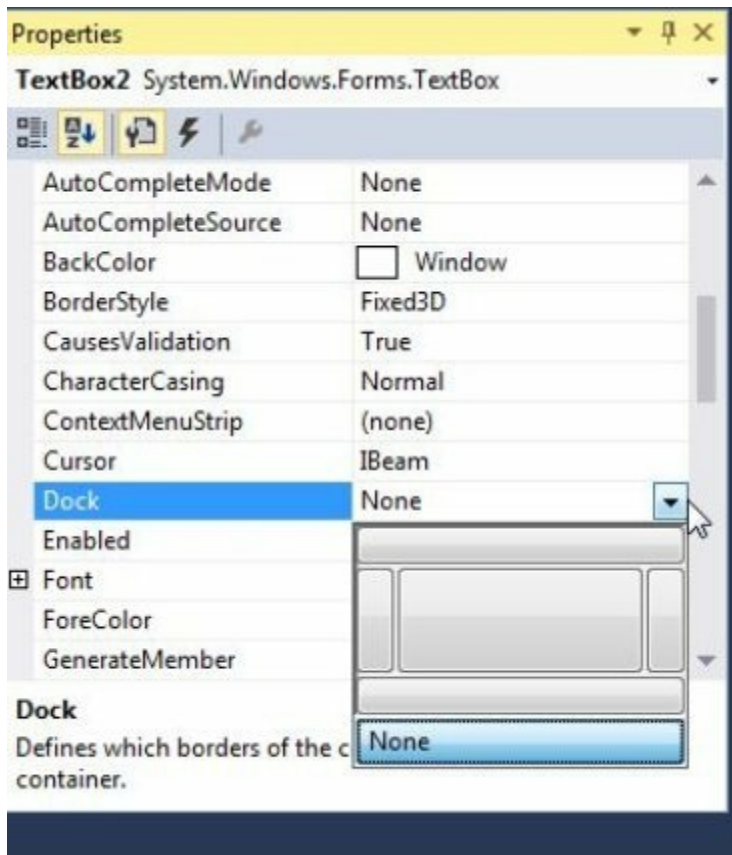 Properties
TextBox2 System.Windows.Forms.TextBox
AutoCompleteMode None
AutoCompleteSource None
BackColor Window
BorderStyle Fixed3D
CausesValidation True
CharacterCasing Normal
ContextMenuStrip (none)
Cursor IBeam
Dock None
Enabled
Font
ForeColor
GenerateMember
None
Dock
Defines which borders of the c
container.